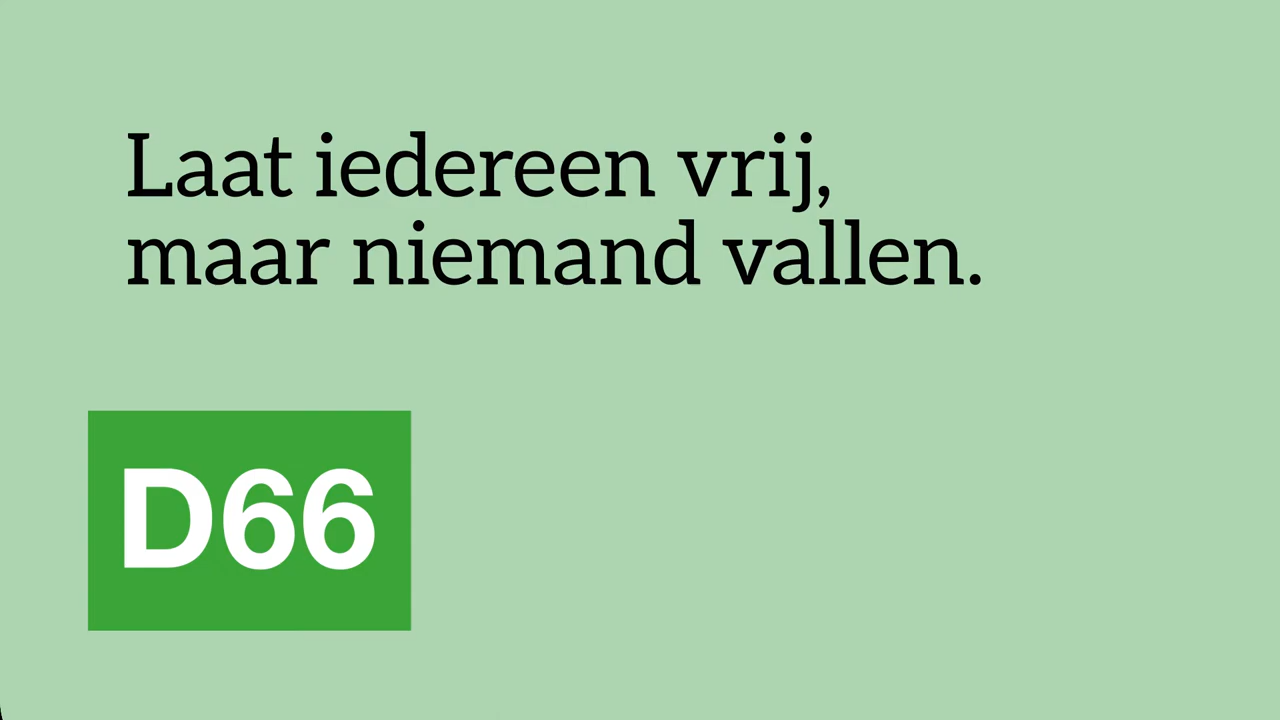 Laat iedereen vrij,
maar niemand vallen.
D66